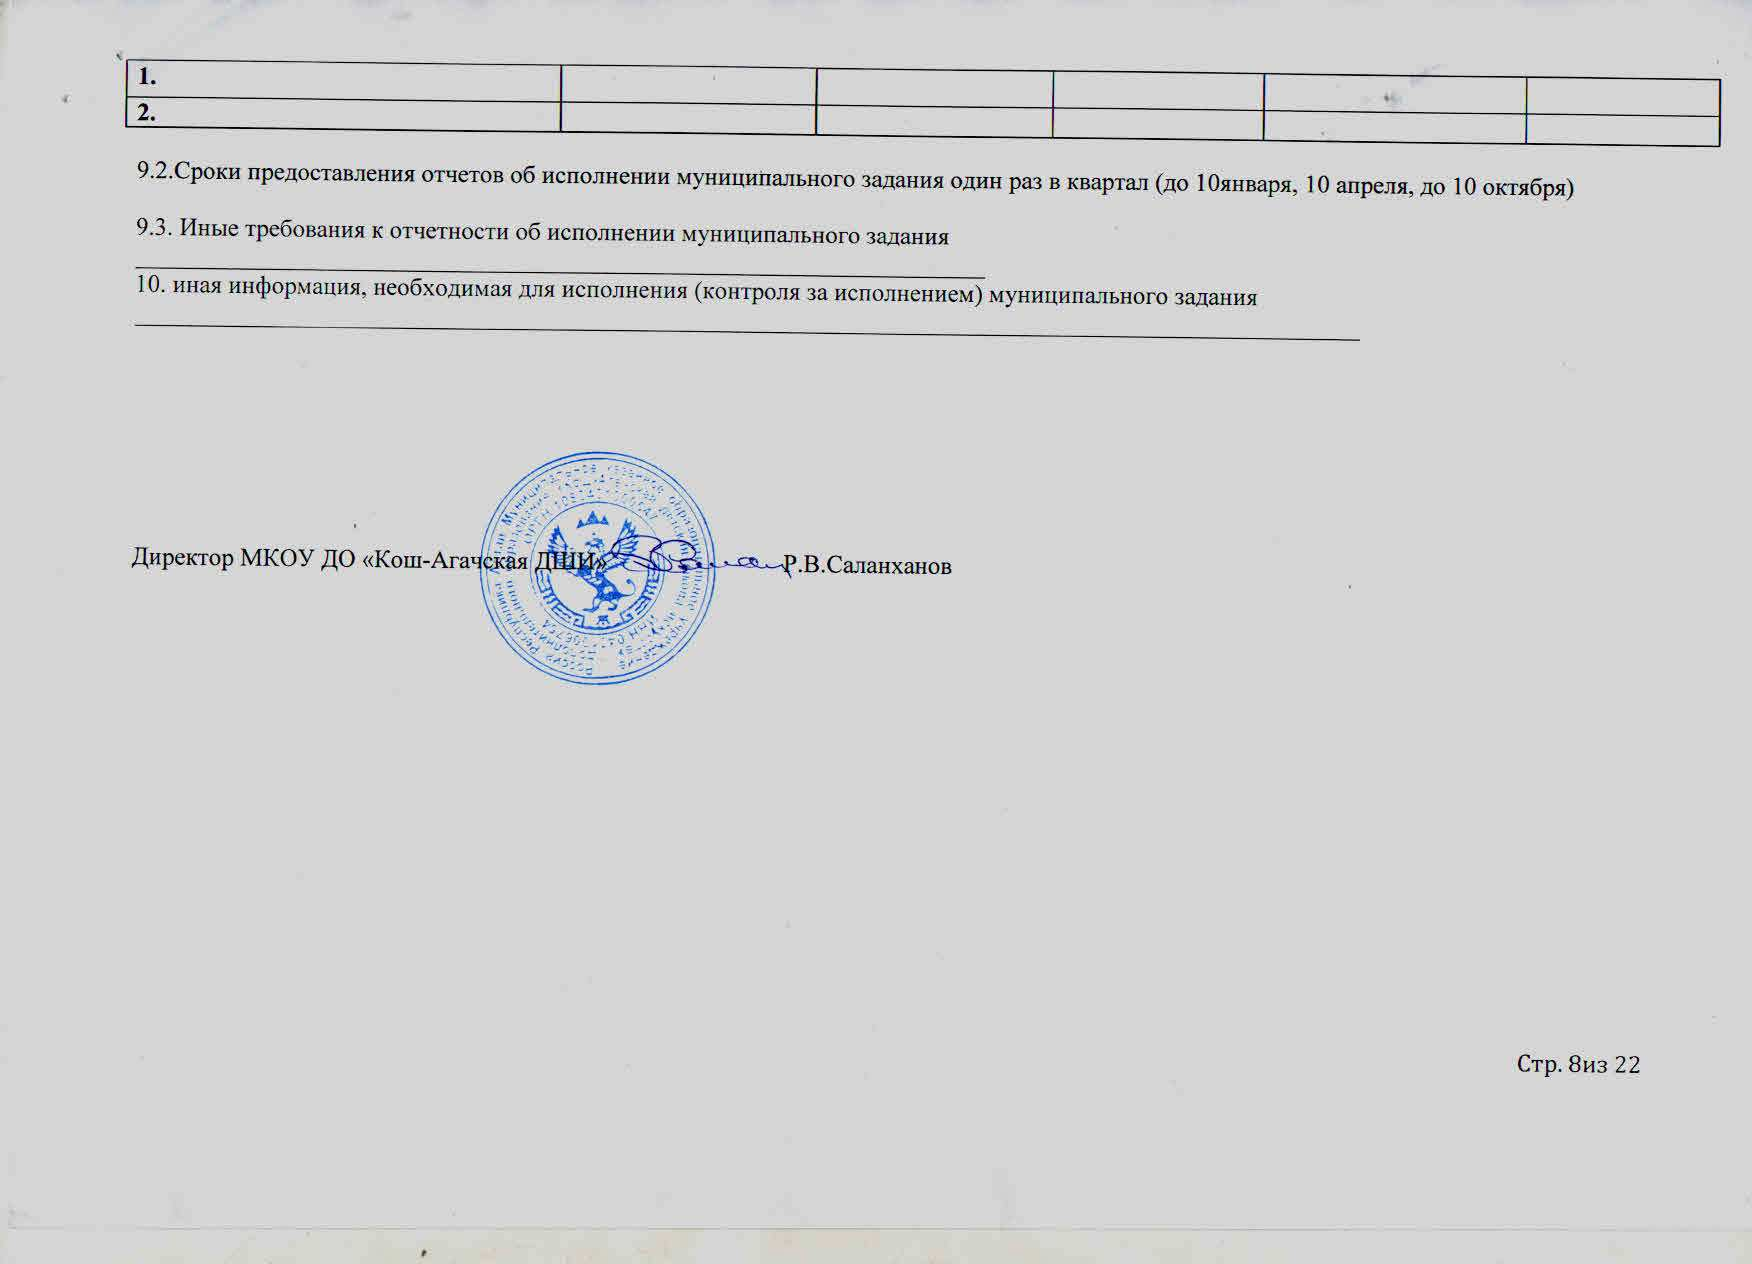 1.
2.
9.2.Сроки предоставления отчетов об исполнении муниципального задания один раз в квартал (до 10января, 10 апреля, до 10 октября)
9.3. Иные требования к отчетности об исполнении муниципального задания
10. иная информация, необходимая для исполнения (контроля за исполнением) муниципального задания
Директор МКОУ ДО «Кош-Агачская ДШИ» Р.В.Саланханов
Стр. 8из 22